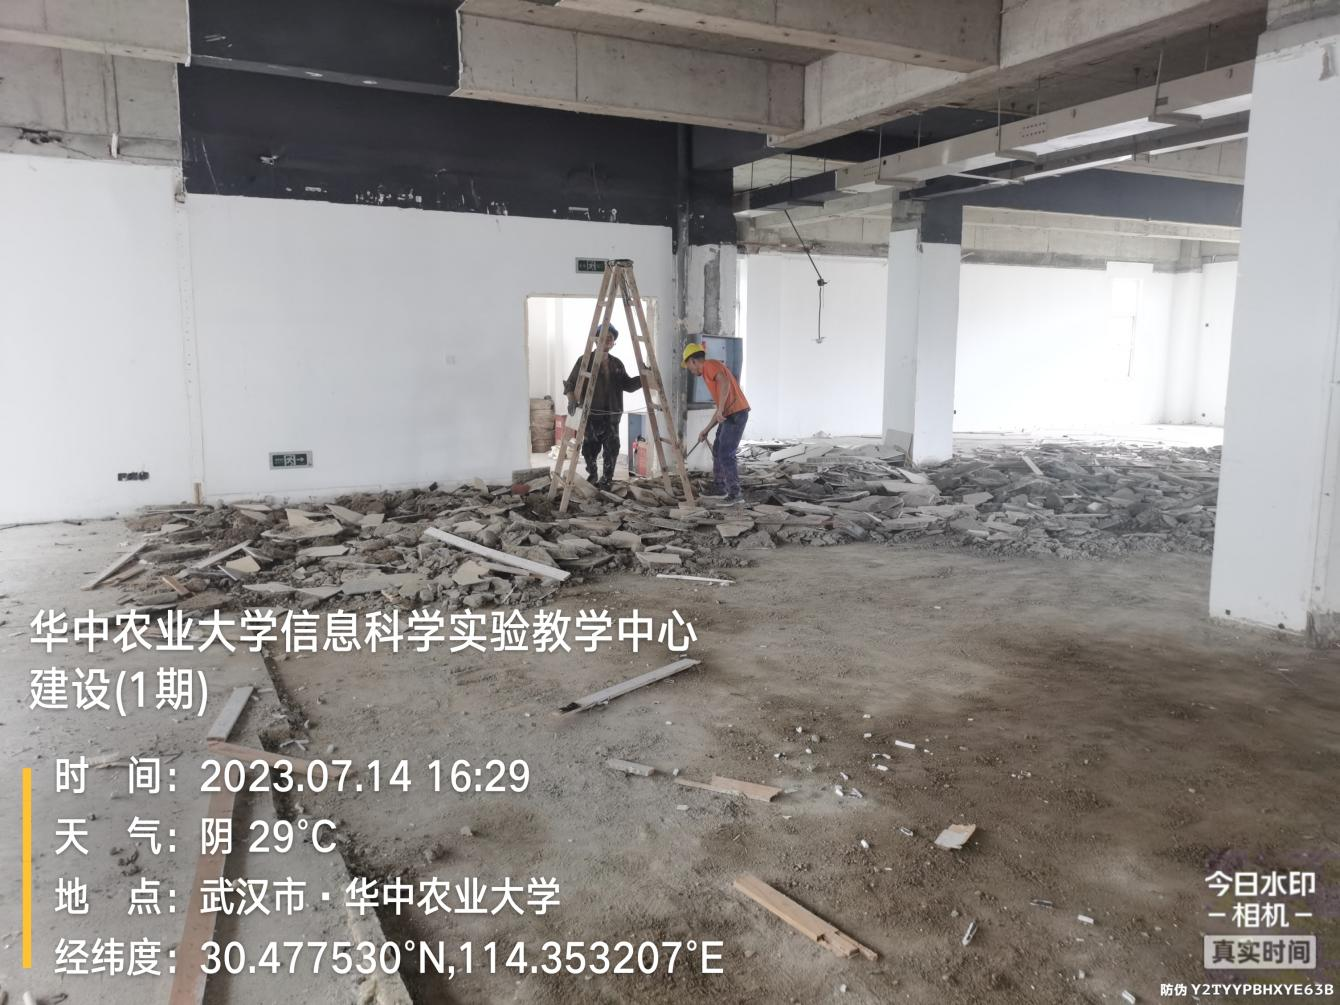 华中农业大学信息科学实验教学中心
建设(1期)
时 间：2023.07.14 16:29
天 气：阴 29°C
地 点：武汉市·华中农业大学
经纬度：30.477530°N,114.353207°E
今日水印
相机
真实时间
防伪 Y2TYYPBHXYE63B